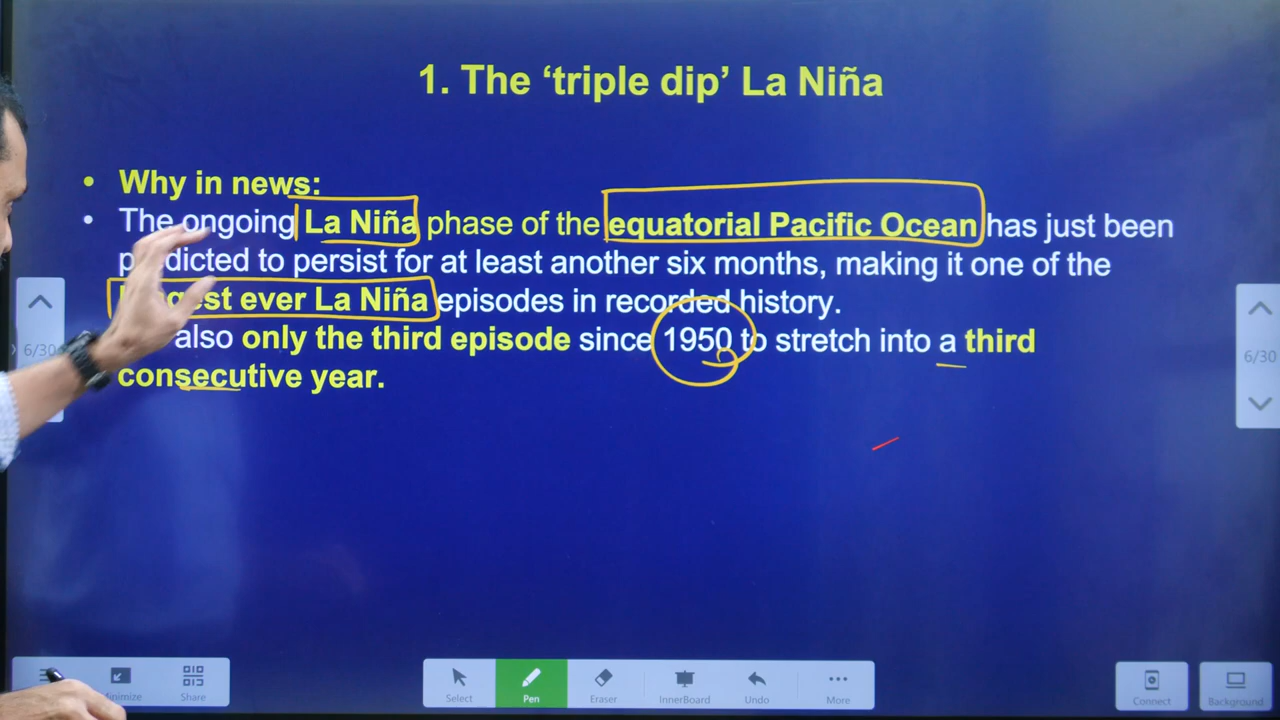 1. The ‘triple dip’ La Niña
• Why in news:
• The ongoing La Niña phase of the equatorial Pacific Ocean has just been
predicted to persist for at least another six months, making it one of the
longest ever La Niña episodes in recorded history.
also only the third episode since 1950 to stretch into a third
consecutive year.
6/30
6/30
Minimize
Share
Select
Pen
Eraser
InnerBoard
Undo
More
Connect
Background